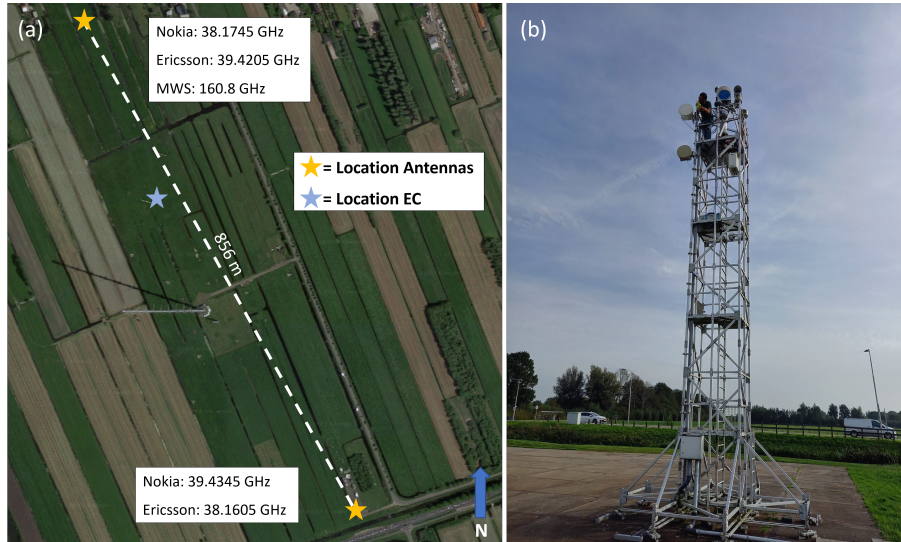 (a)
Nokia: 38.1745 GHz
Ericsson: 39.4205 GHz
MWS: 160.8 GHz
= Location Antennas
= Location EC
856 m
Nokia: 39.4345 GHz
Ericsson: 38.1605 GHz
N
(b)